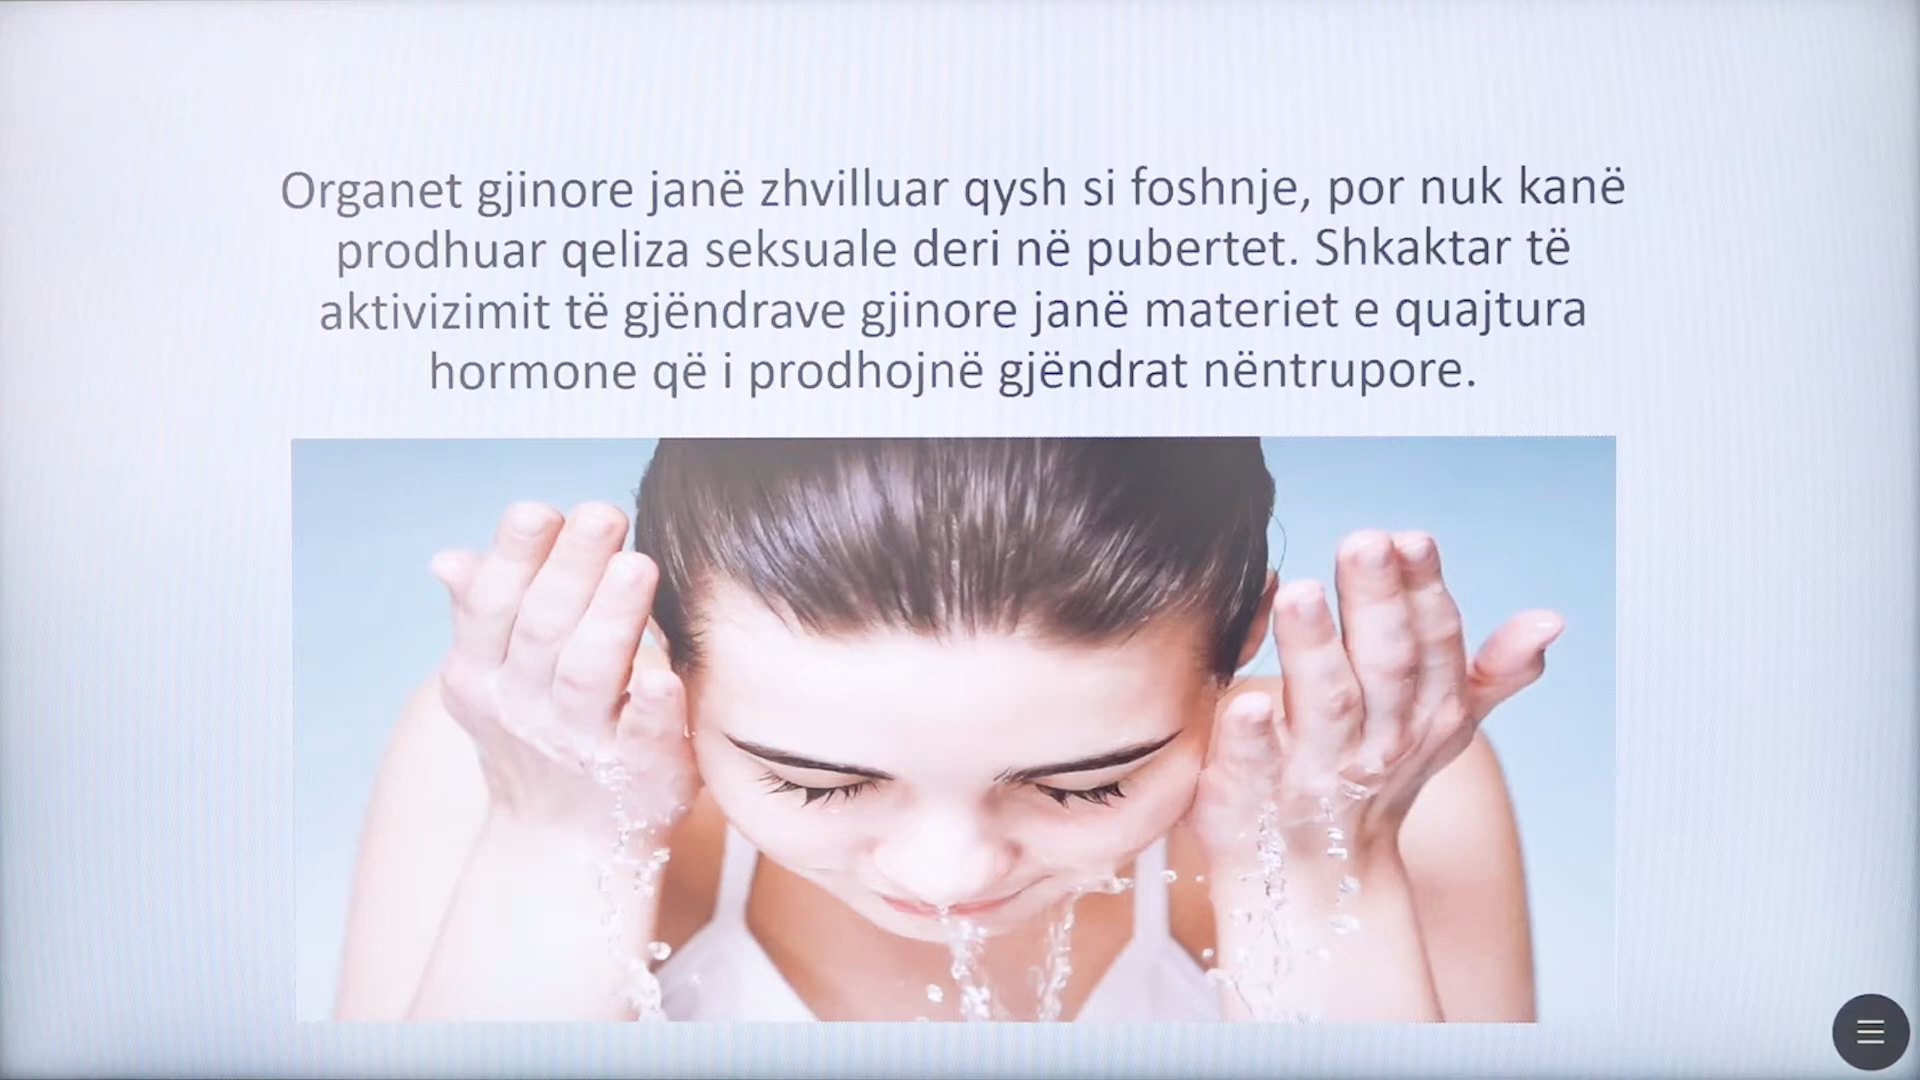 Organet gjinore janë zhvilluar qysh si foshnje, por nuk kanë
prodhuar qeliza seksuale deri në pubertet. Shkaktar të
aktivizimit të gjëndrave gjinore janë materiet e quajtura
hormone që i prodhojnë gjëndrat nëntrupore.